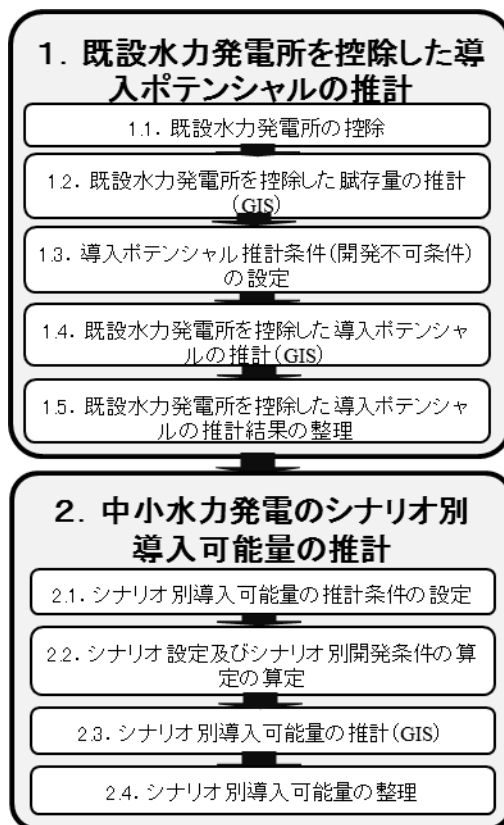 1．既設水力発電所を控除した導
入ポテンシャルの推計
1.1．既設水力発電所の控除
1.2．既設水力発電所を控除した賦存量の推計
（GIS）
1.3．導入ポテンシャル推計条件（開発不可条件）
の設定
1.4．既設水力発電所を控除した導入ポテンシャ
ルの推計（GIS）
1.5．既設水力発電所を控除した導入ポテンシャ
ルの推計結果の整理
2．中小水力発電のシナリオ別
導入可能量の推計
2.1．シナリオ別導入可能量の推計条件の設定
2.2．シナリオ設定及びシナリオ別開発条件の算
定の算定
2.3．シナリオ別導入可能量の推計（GIS）
2.4．シナリオ別導入可能量の整理